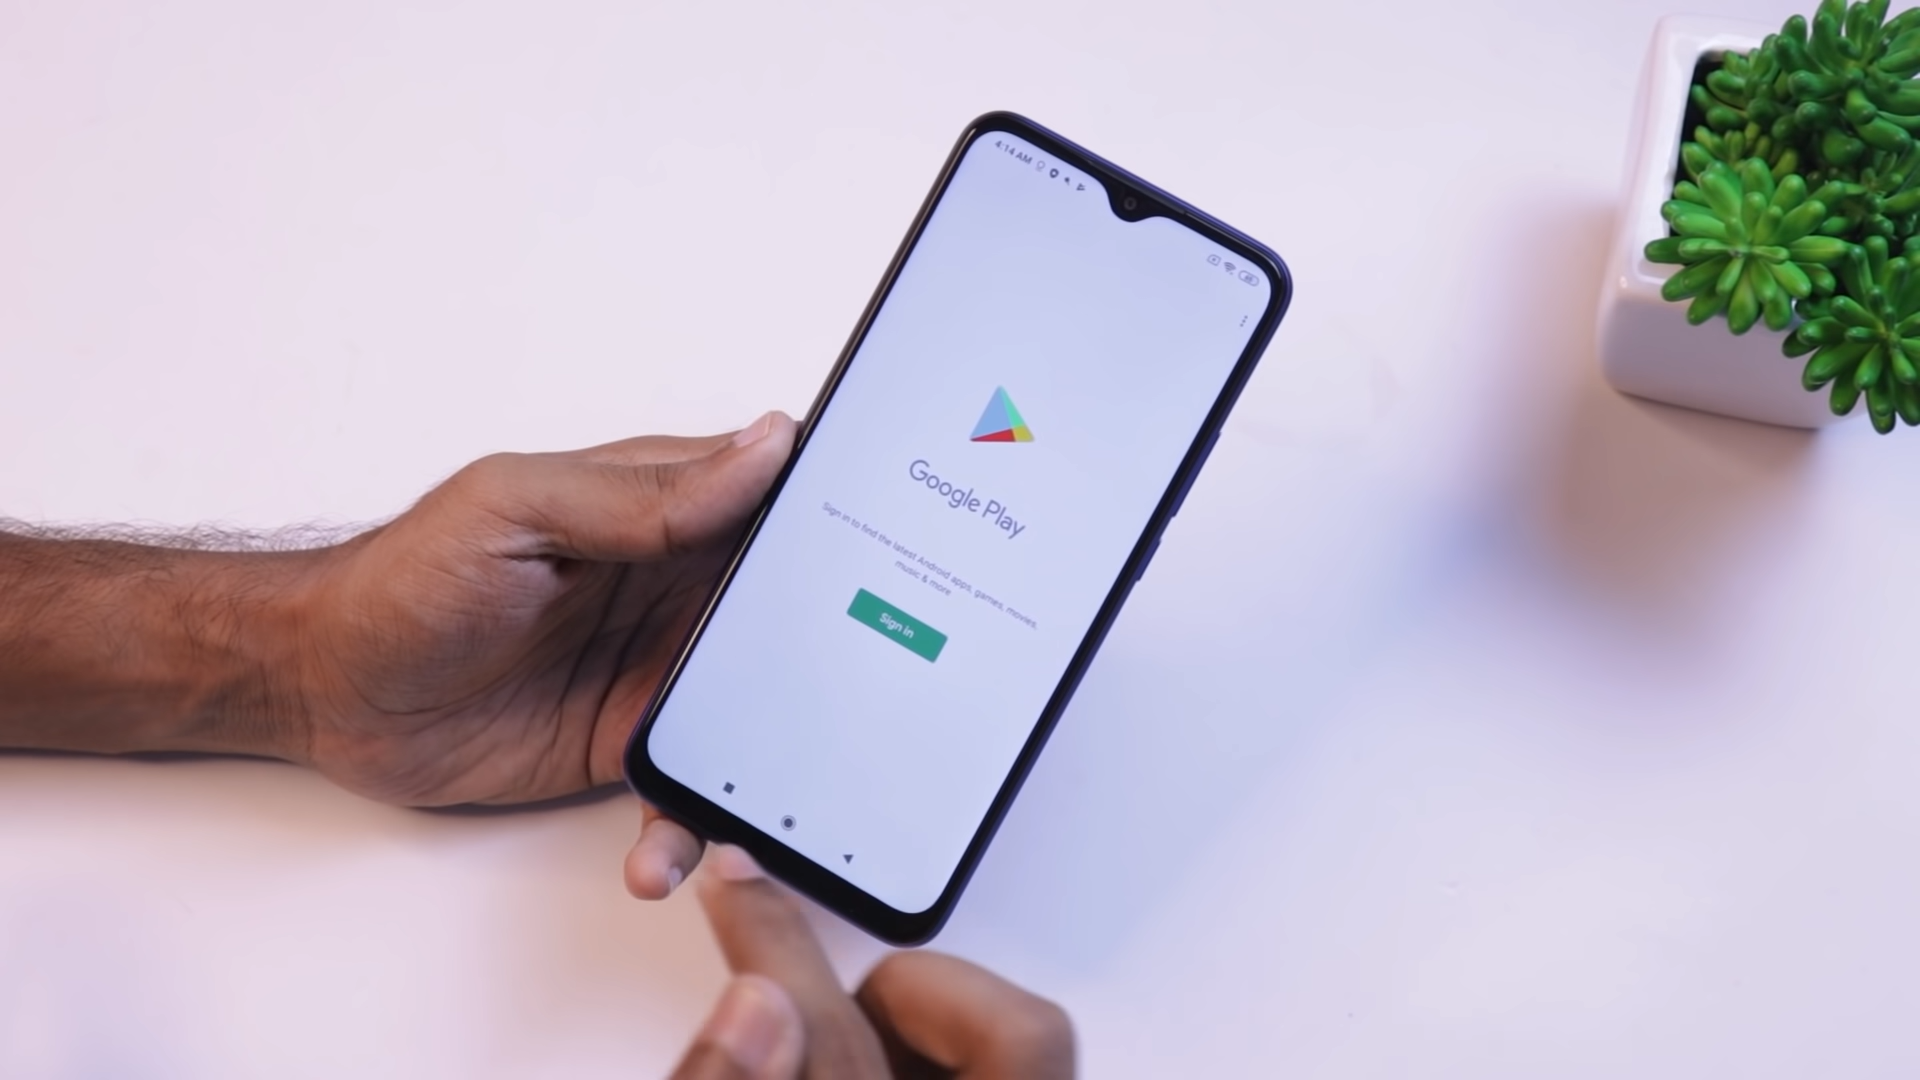 4:14 AM
Google Play
Sign in to find the latest Android apps, games, movies,
music & more
Sign in